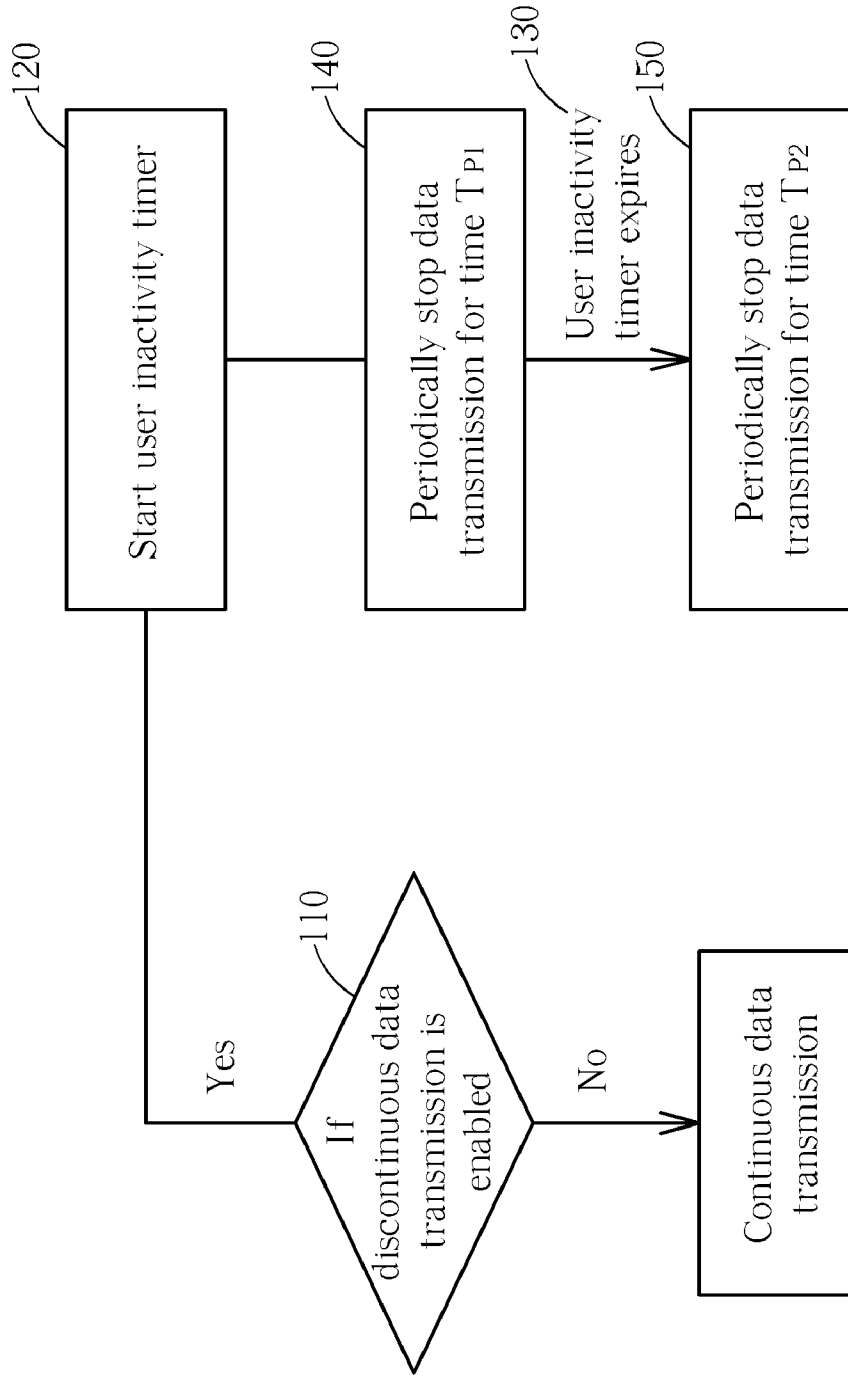 110
If
discontinuous data
transmission is
enabled
Yes
No
Continuous data
transmission
120
Start user inactivity timer
140
Periodically stop data
transmission for time TP1
130
User inactivity
timer expires
150
Periodically stop data
transmission for time TP2